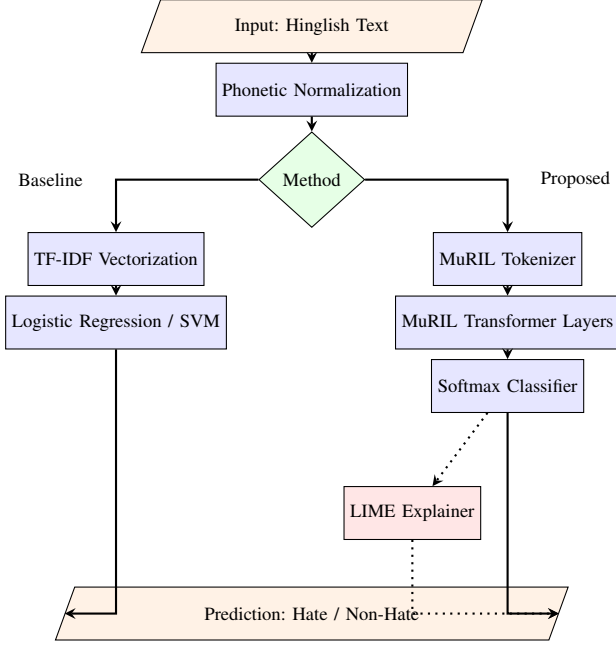 Input: Hinglish Text
Phonetic Normalization
Method
Baseline
Proposed
TF-IDF Vectorization
MuRIL Tokenizer
Logistic Regression / SVM
MuRIL Transformer Layers
Softmax Classifier
LIME Explainer
Prediction: Hate / Non-Hate